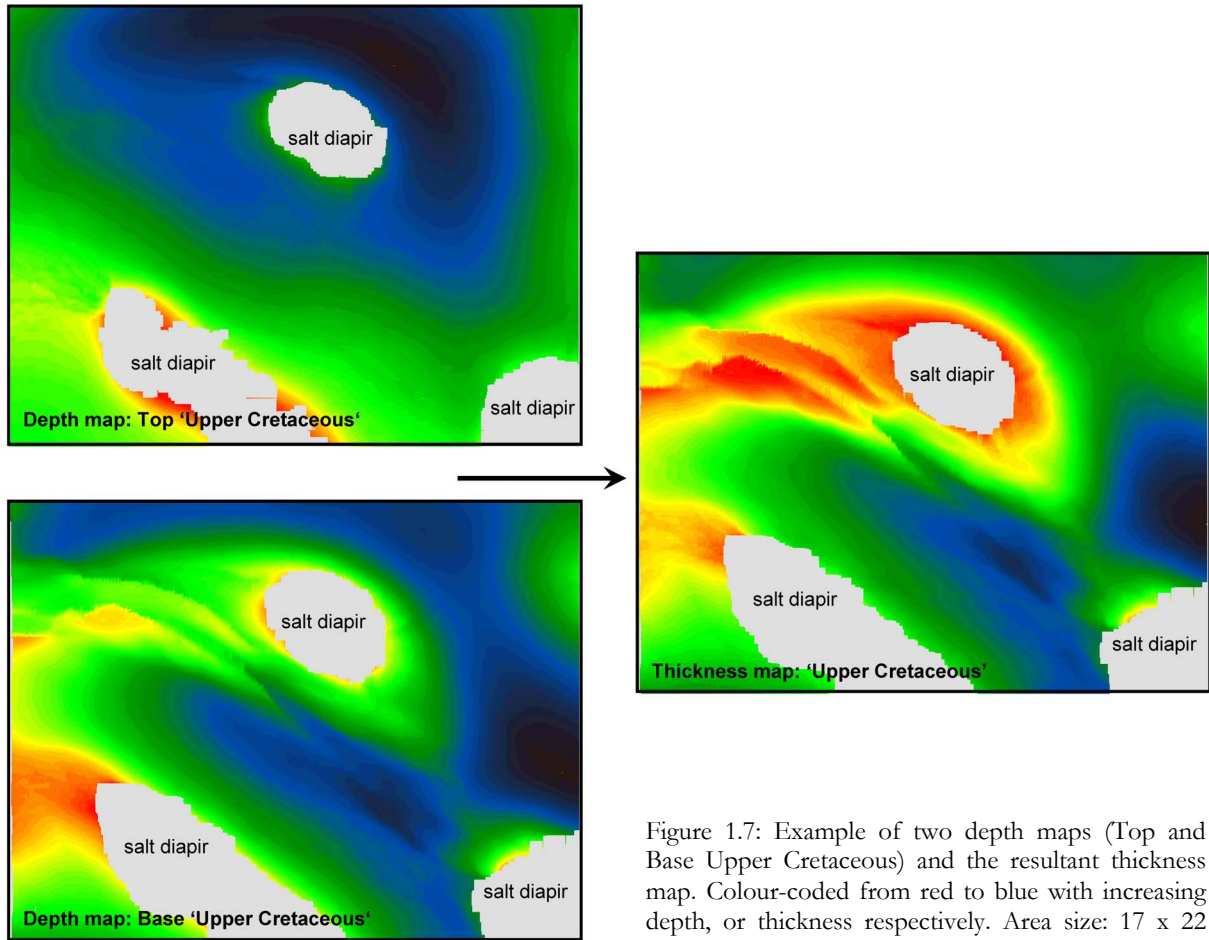 salt diapir
salt diapir
salt diapir
Depth map: Top ‘Upper Cretaceous‘
salt diapir
salt diapir
salt diapir
Depth map: Base ‘Upper Cretaceous‘
salt diapir
salt diapir
salt diapir
Thickness map: ‘Upper Cretaceous’
Figure 1.7: Example of two depth maps (Top and
Base Upper Cretaceous) and the resultant thickness
map. Colour-coded from red to blue with increasing
depth, or thickness respectively. Area size: 17 x 22